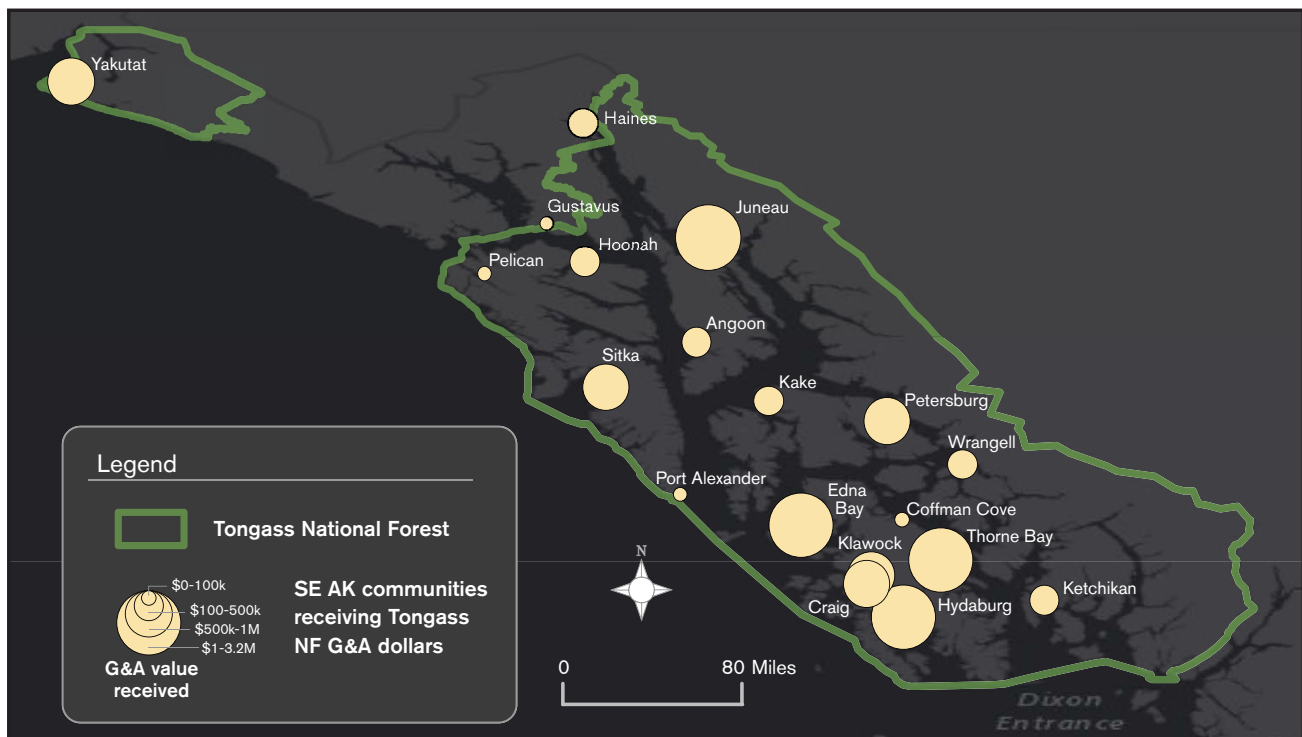 Yakutat
Haines
Gustavus
Juneau
Hoonah
Pelican
Angoon
Sitka
Kake
Petersburg
Wrangell
Port Alexander
Edna
Bay
Coffman Cove
Klawock
Thorne Bay
Craig
Hydaburg
Ketchikan
Legend
Tongass National Forest
$0-100k
$100-500k
$500k-1M
$1-3.2M
G&A value
received
SE AK communities
receiving Tongass
NF G&A dollars
N
0 80 Miles
Dixon
Entrance